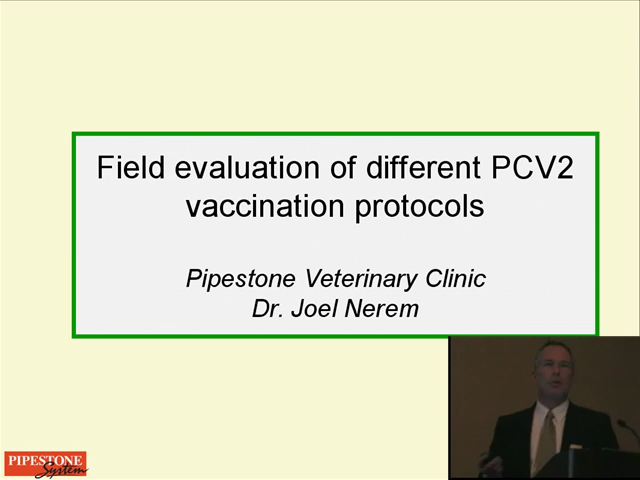 Field evaluation of different PCV2
vaccination protocols
Pipestone Veterinary Clinic
Dr. Joel Nerem
PIPESTONE
System